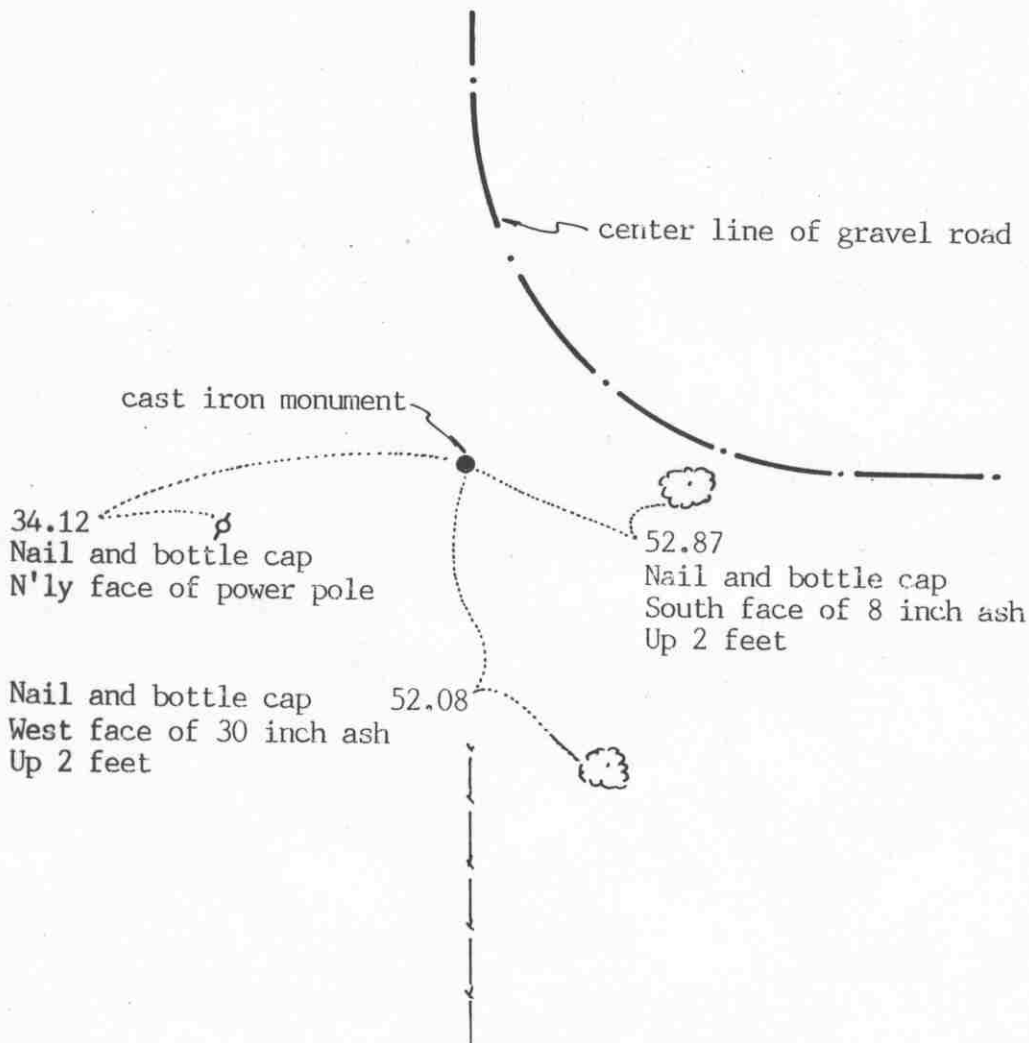 center line of gravel road
cast iron monument
34.12
Nail and bottle cap
N'ly face of power pole
52.87
Nail and bottle cap
South face of 8 inch ash
Up 2 feet
Nail and bottle cap 52.08
West face of 30 inch ash
Up 2 feet